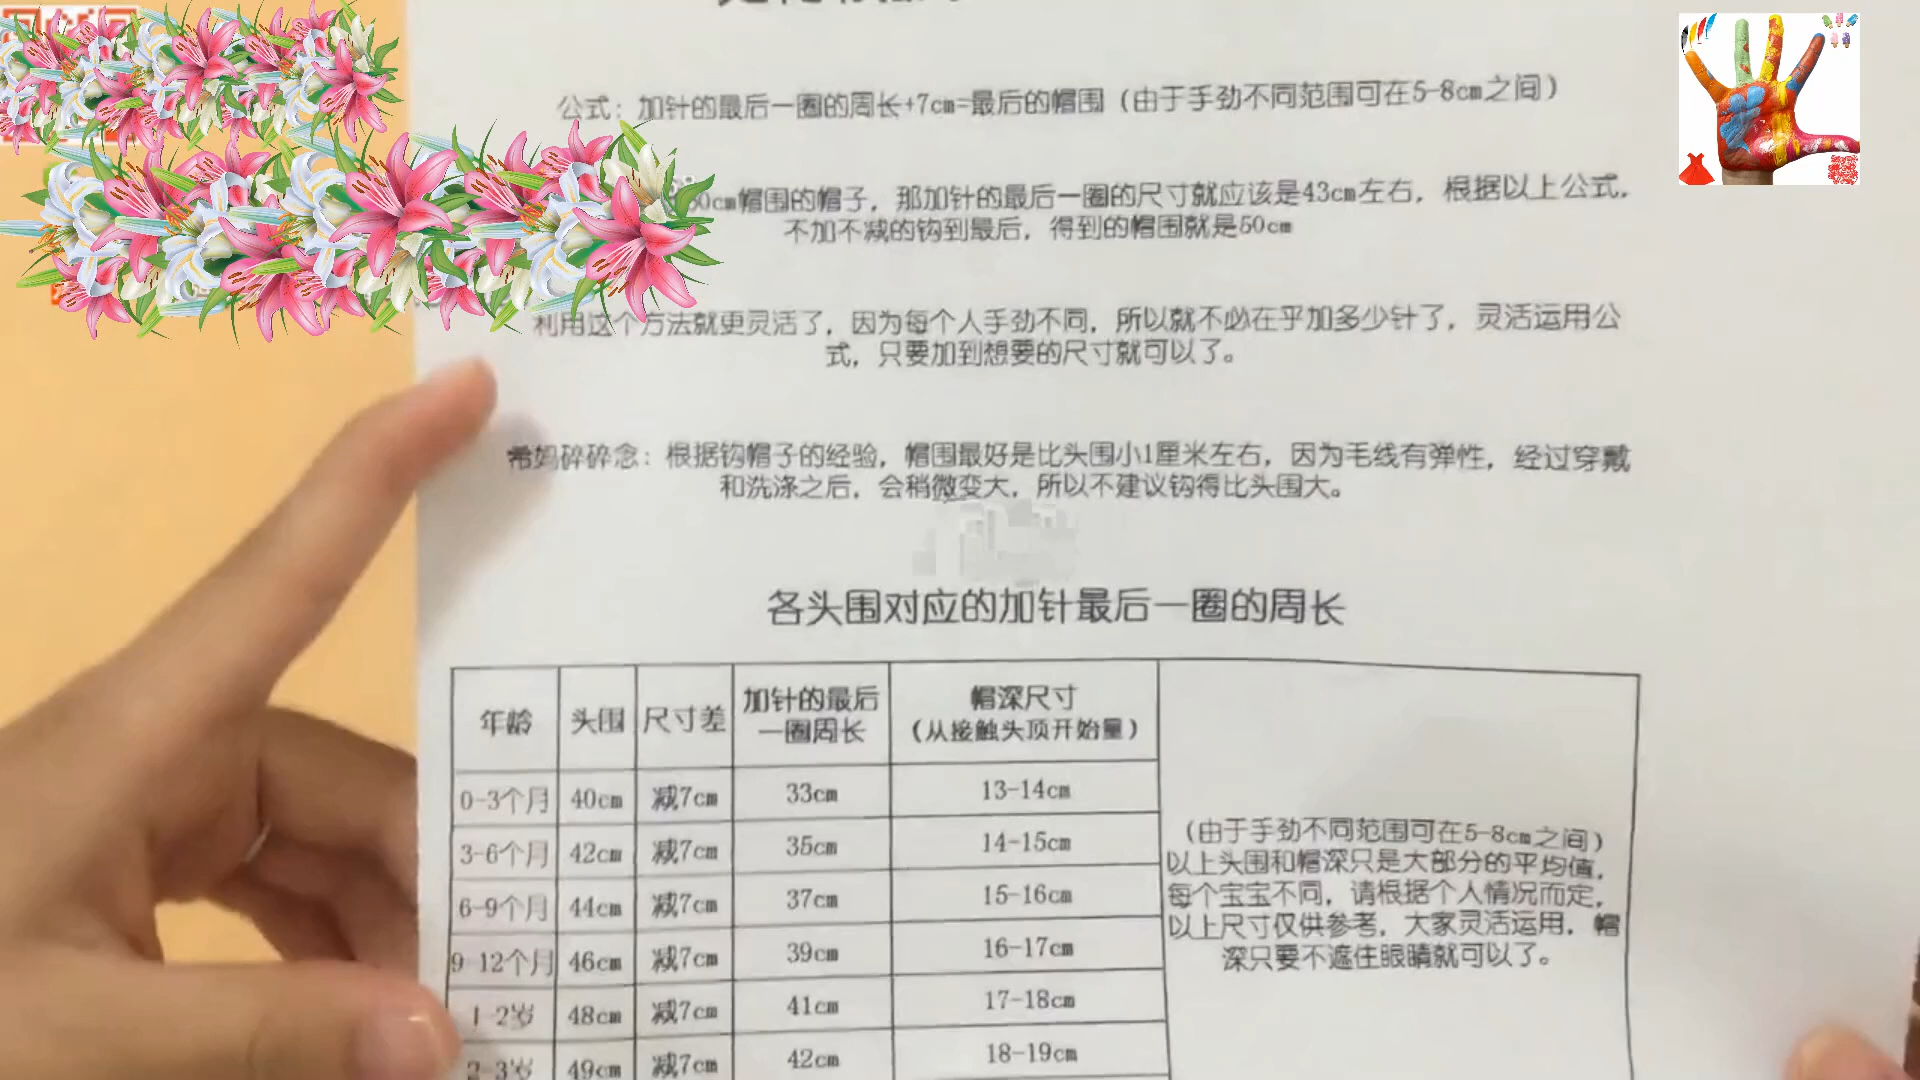 公式：加针的最后一圈的周长+7cm=最后的帽围（由于手劲不同范围可在5-8cm之间）
0cm帽围的帽子，那加针的最后一圈的尺寸就应该是43cm左右，根据以上公式，
不加不减的钩到最后，得到的帽围就是50cm
利用这个方法就更灵活了，因为每个人手劲不同，所以就不必在乎加多少针了，灵活运用公
式，只要加到想要的尺寸就可以了。
希妈碎碎念：根据钩帽子的经验，帽围最好是比头围小1厘米左右，因为毛线有弹性，经过穿戴
和洗涤之后，会稍微变大，所以不建议钩得比头围大。
各头围对应的加针最后一圈的周长
年龄 头围 尺寸差 加针的最后一圈周长 帽深尺寸（从接触头顶开始量）
0-3个月 40cm 减7cm 33cm 13-14cm
3-6个月 42cm 减7cm 35cm 14-15cm
6-9个月 44cm 减7cm 37cm 15-16cm
9-12个月 46cm 减7cm 39cm 16-17cm
1-2岁 48cm 减7cm 41cm 17-18cm
2-3岁 49cm 减7cm 42cm 18-19cm
（由于手劲不同范围可在5-8cm之间）
以上头围和帽深只是大部分的平均值，
每个宝宝不同，请根据个人情况而定，
以上尺寸仅供参考，大家灵活运用，帽
深只要不遮住眼睛就可以了。